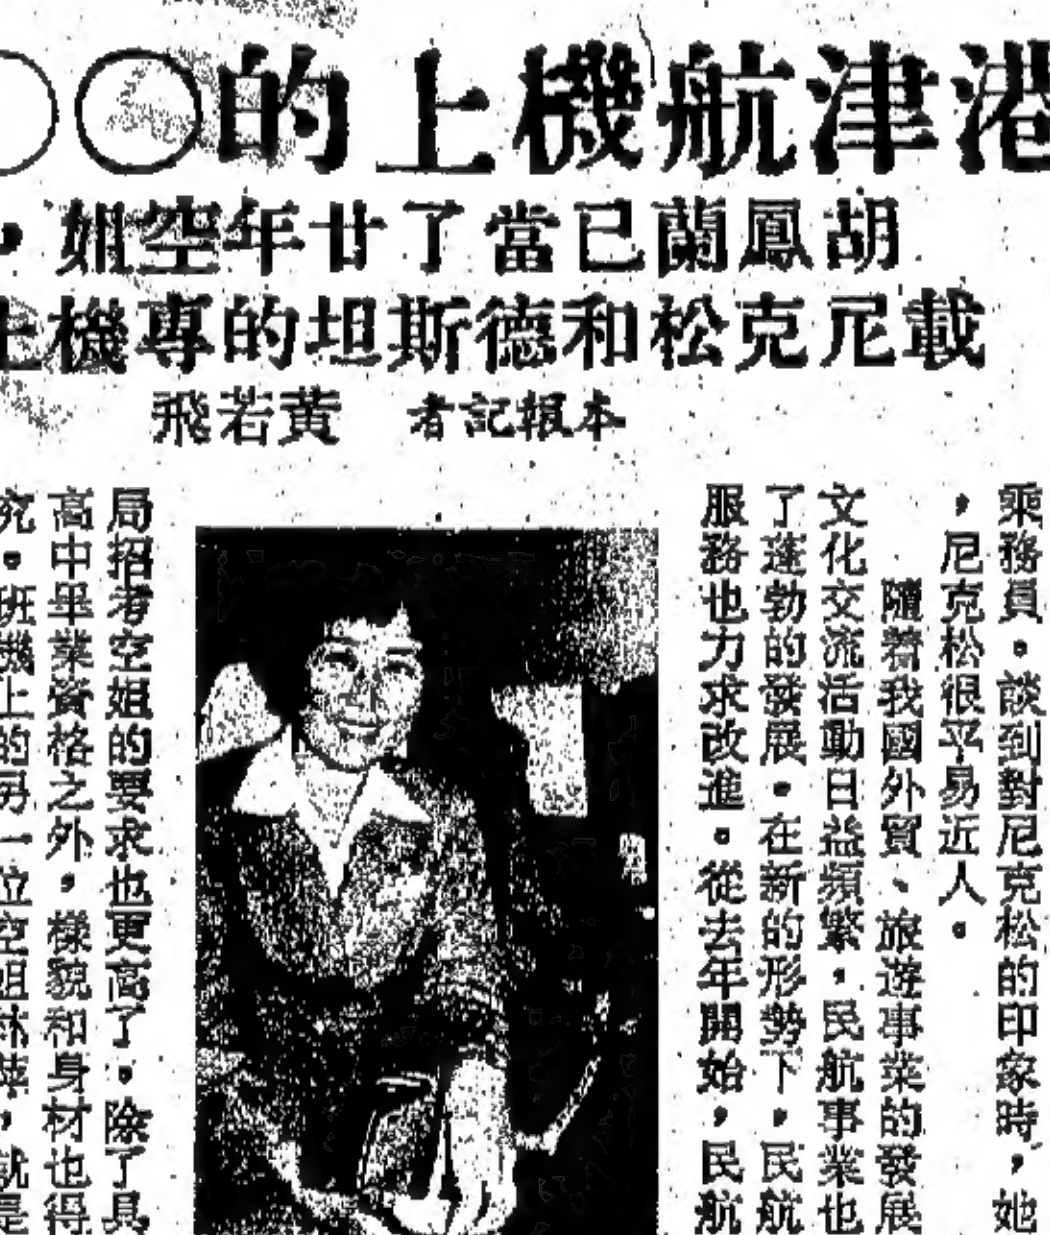 港津航機上的○○
胡鳳蘭已當了廿年空姐，
載尼克松和德斯坦的專機上
本報記者　黄若飛
乘務員。談到對尼克松的印象時，她
，尼克松很平易近人。
隨着我國外貿、旅遊事業的發展
文化交流活動日益頻繁，民航事業也
了蓬勃的發展。在新的形勢下，民航
服務也力求改進。從去年開始，民航
局招考空姐的要求也更高了。除了具
高中畢業資格之外，樣貌和身材也得
究。班機上的另一位空姐林萍，就是